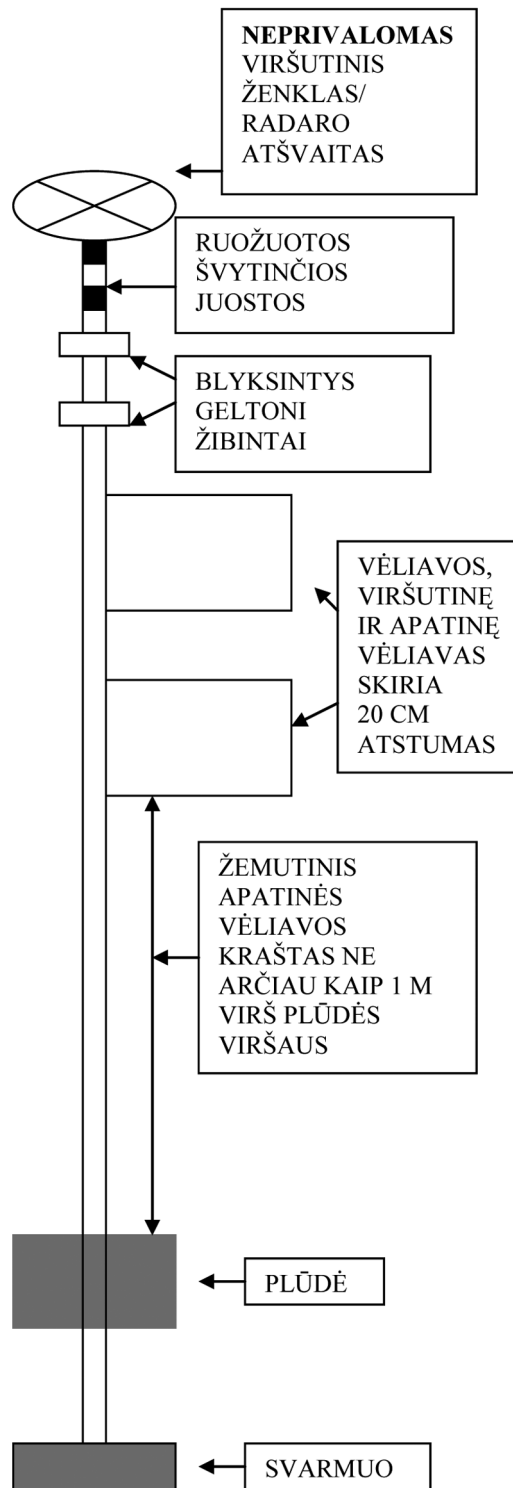 NEPRIVALOMAS
VIRŠUTINIS
ŽENKLAS/
RADARO
ATŠVAITAS
RUOŽUOTOS
ŠVYTINČIOS
JUOSTOS
BLYKSINTYS
GELTONI
ŽIBINTAI
VĖLIAVOS,
VIRŠUTINĘ
IR APATINĘ
VĖLIAVAS
SKIRIA
20 CM
ATSTUMAS
ŽEMUTINIS
APATINĖS
VĖLIAVOS
KRAŠTAS NE
ARČIAU KAIP 1 M
VIRŠ PLŪDĖS
VIRŠAUS
PLŪDĖ
SVARMUO